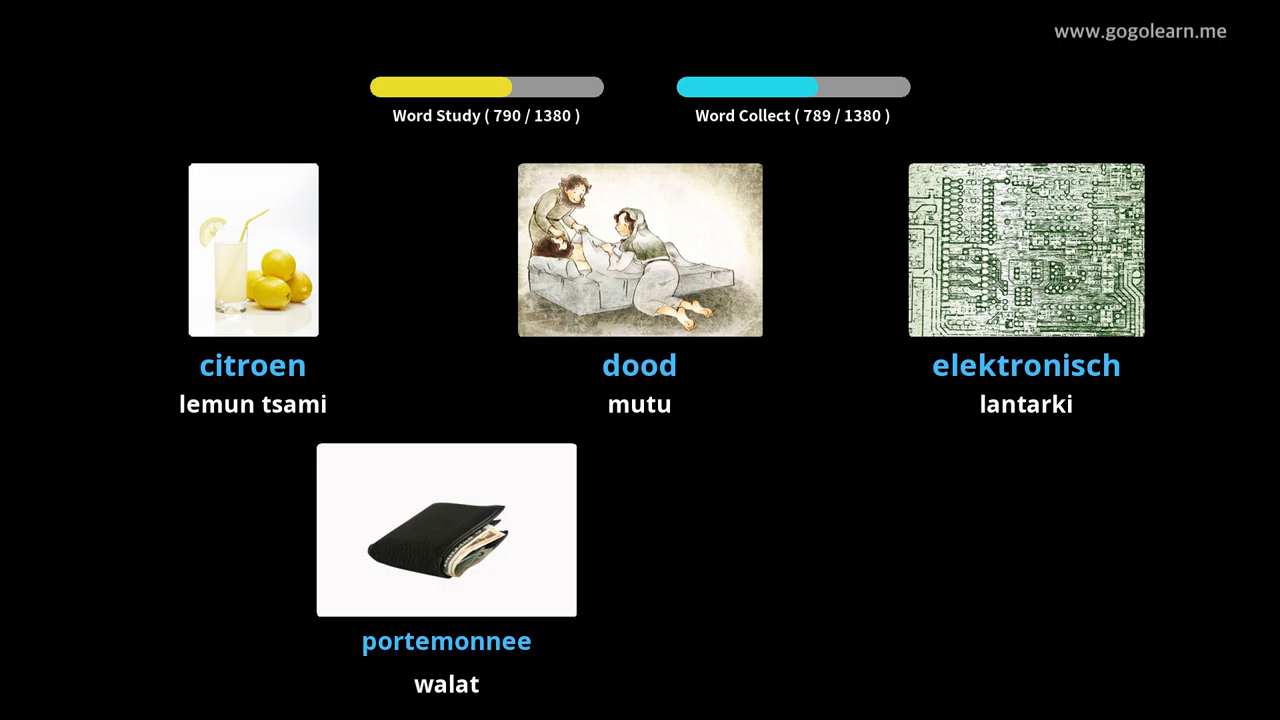 www.gogolearn.me
Word Study ( 790 / 1380 )
Word Collect ( 789 / 1380 )
citroen
lemun tsami
dood
mutu
elektronisch
lantarki
portemonnee
walat